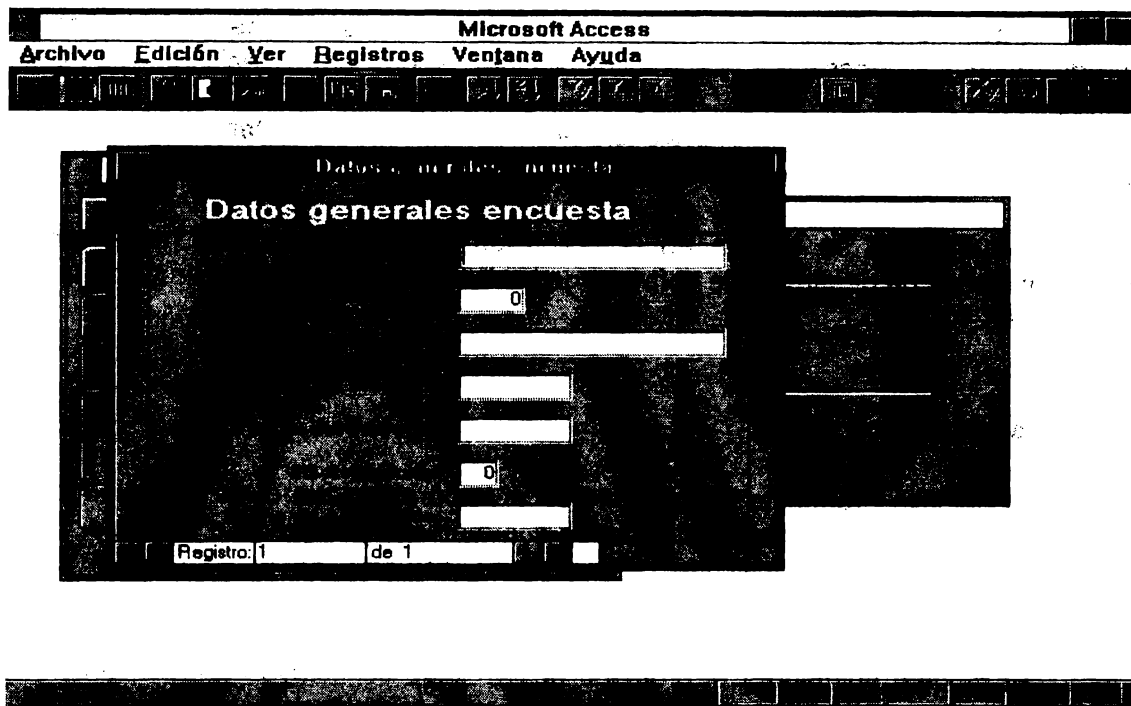 Microsoft Access
Archivo Edición Ver Registros Ventana Ayuda
Datos generales encuesta
0
0
Registro: 1 de 1